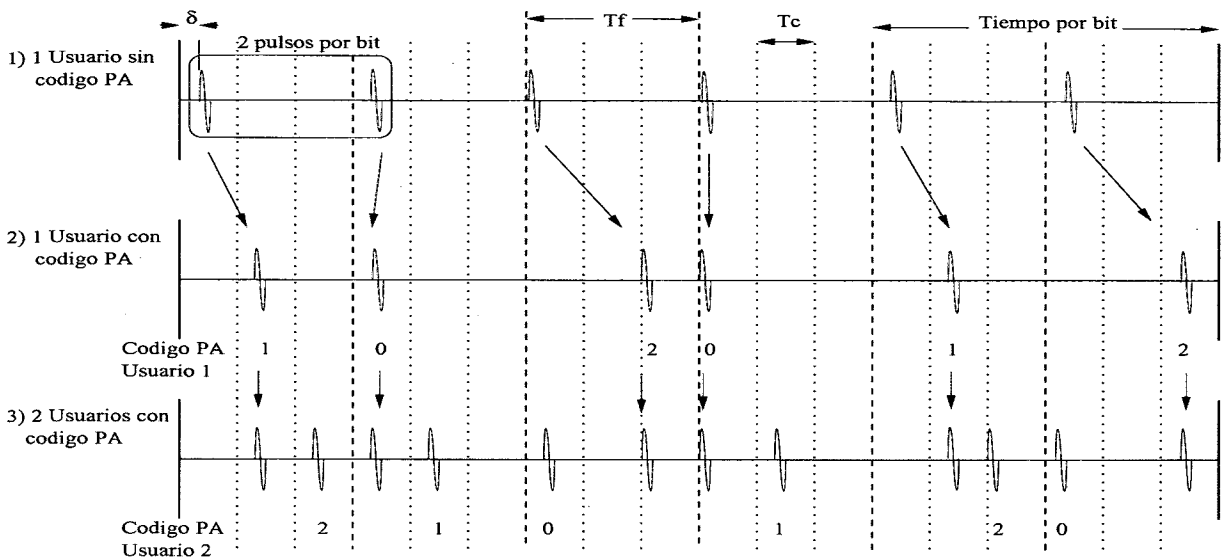 δ
Tf
Tc
Tiempo por bit
2 pulsos por bit
1) 1 Usuario sin
codigo PA
2) 1 Usuario con
codigo PA
Codigo PA 1 0 2 0 1 2
Usuario 1
3) 2 Usuarios con
codigo PA
Codigo PA 2 1 0 1 2 0
Usuario 2